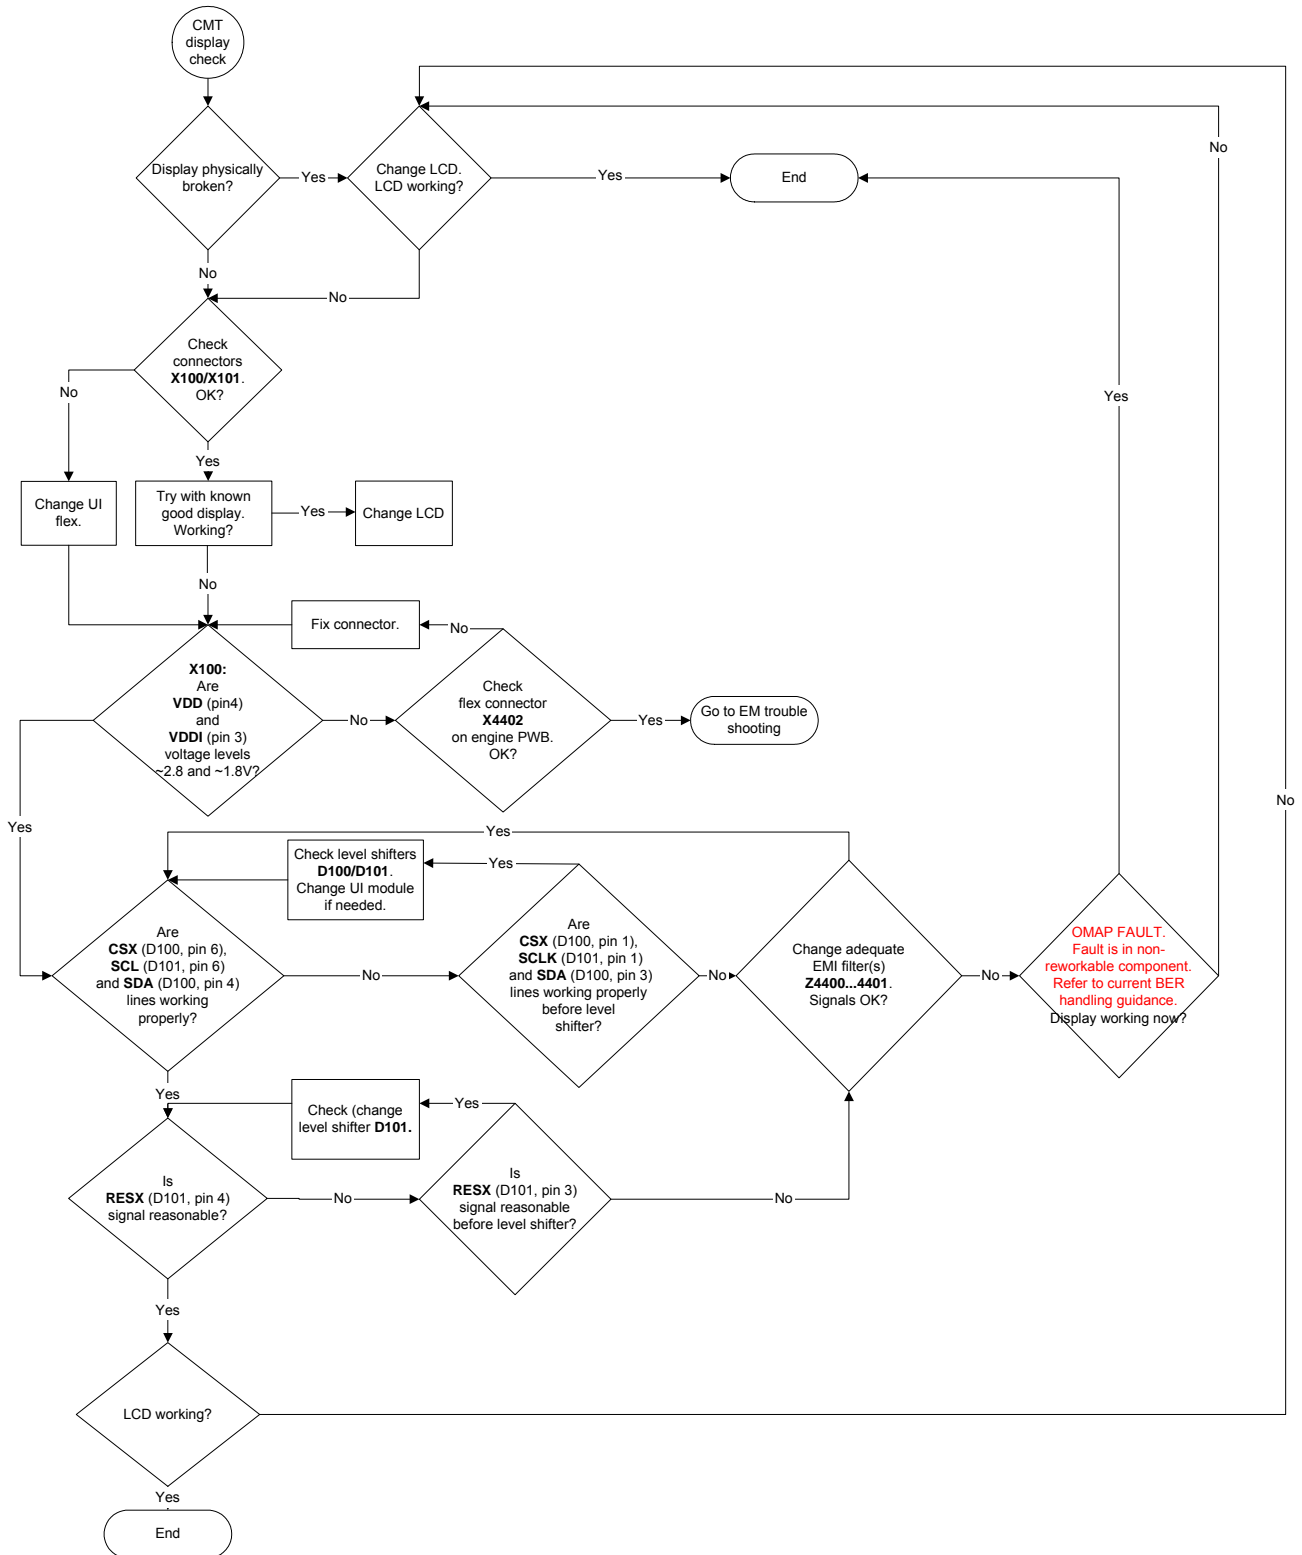 CMT
display
check
Display physically
broken?
Yes
Change LCD.
LCD working?
Yes
End
No
No
No
Check
connectors
X100/X101.
OK?
No
Yes
Yes
Change UI
flex.
Try with known
good display.
Working?
Yes
Change LCD
No
Fix connector.
No
X100:
Are
VDD (pin4)
and
VDDI (pin 3)
voltage levels
~2.8 and ~1.8V?
No
Check
flex connector
X4402
on engine PWB.
OK?
Yes
Go to EM trouble
shooting
No
Yes
Yes
Check level shifters
D100/D101.
Change UI module
if needed.
Yes
Are
CSX (D100, pin 6),
SCL (D101, pin 6)
and SDA (D100, pin 4)
lines working
properly?
No
Are
CSX (D100, pin 1),
SCLK (D101, pin 1)
and SDA (D100, pin 3)
lines working properly
before level
shifter?
No
Change adequate
EMI filter(s)
Z4400...4401.
Signals OK?
No
OMAP FAULT.
Fault is in non-
reworkable component.
Refer to current BER
handling guidance.
Display working now?
Yes
Check (change
level shifter D101.
Yes
Is
RESX (D101, pin 4)
signal reasonable?
No
Is
RESX (D101, pin 3)
signal reasonable
before level shifter?
No
Yes
LCD working?
Yes
End